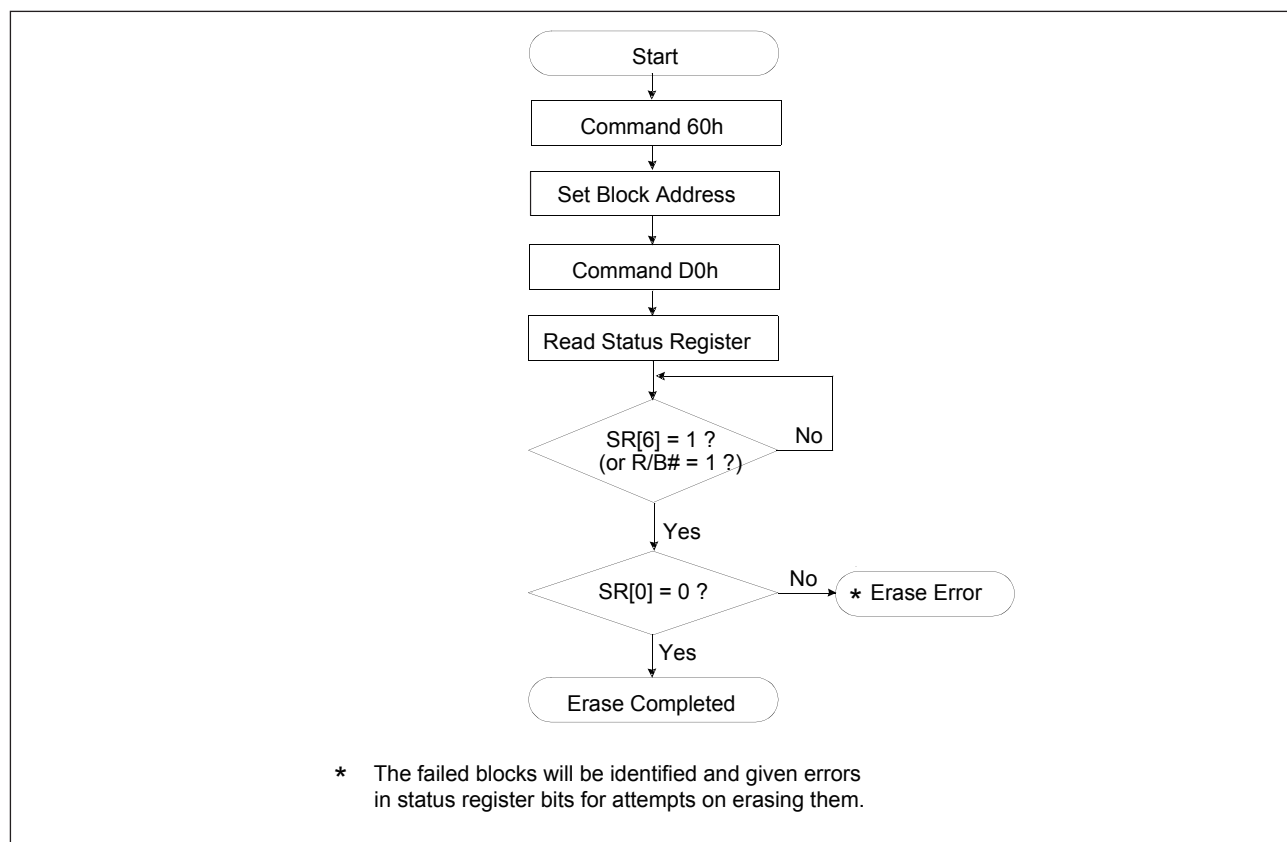 Start
Command 60h
Set Block Address
Command D0h
Read Status Register
SR[6] = 1 ?
(or R/B# = 1 ?)
No
Yes
SR[0] = 0 ?
No
* Erase Error
Yes
Erase Completed
* The failed blocks will be identified and given errors
in status register bits for attempts on erasing them.